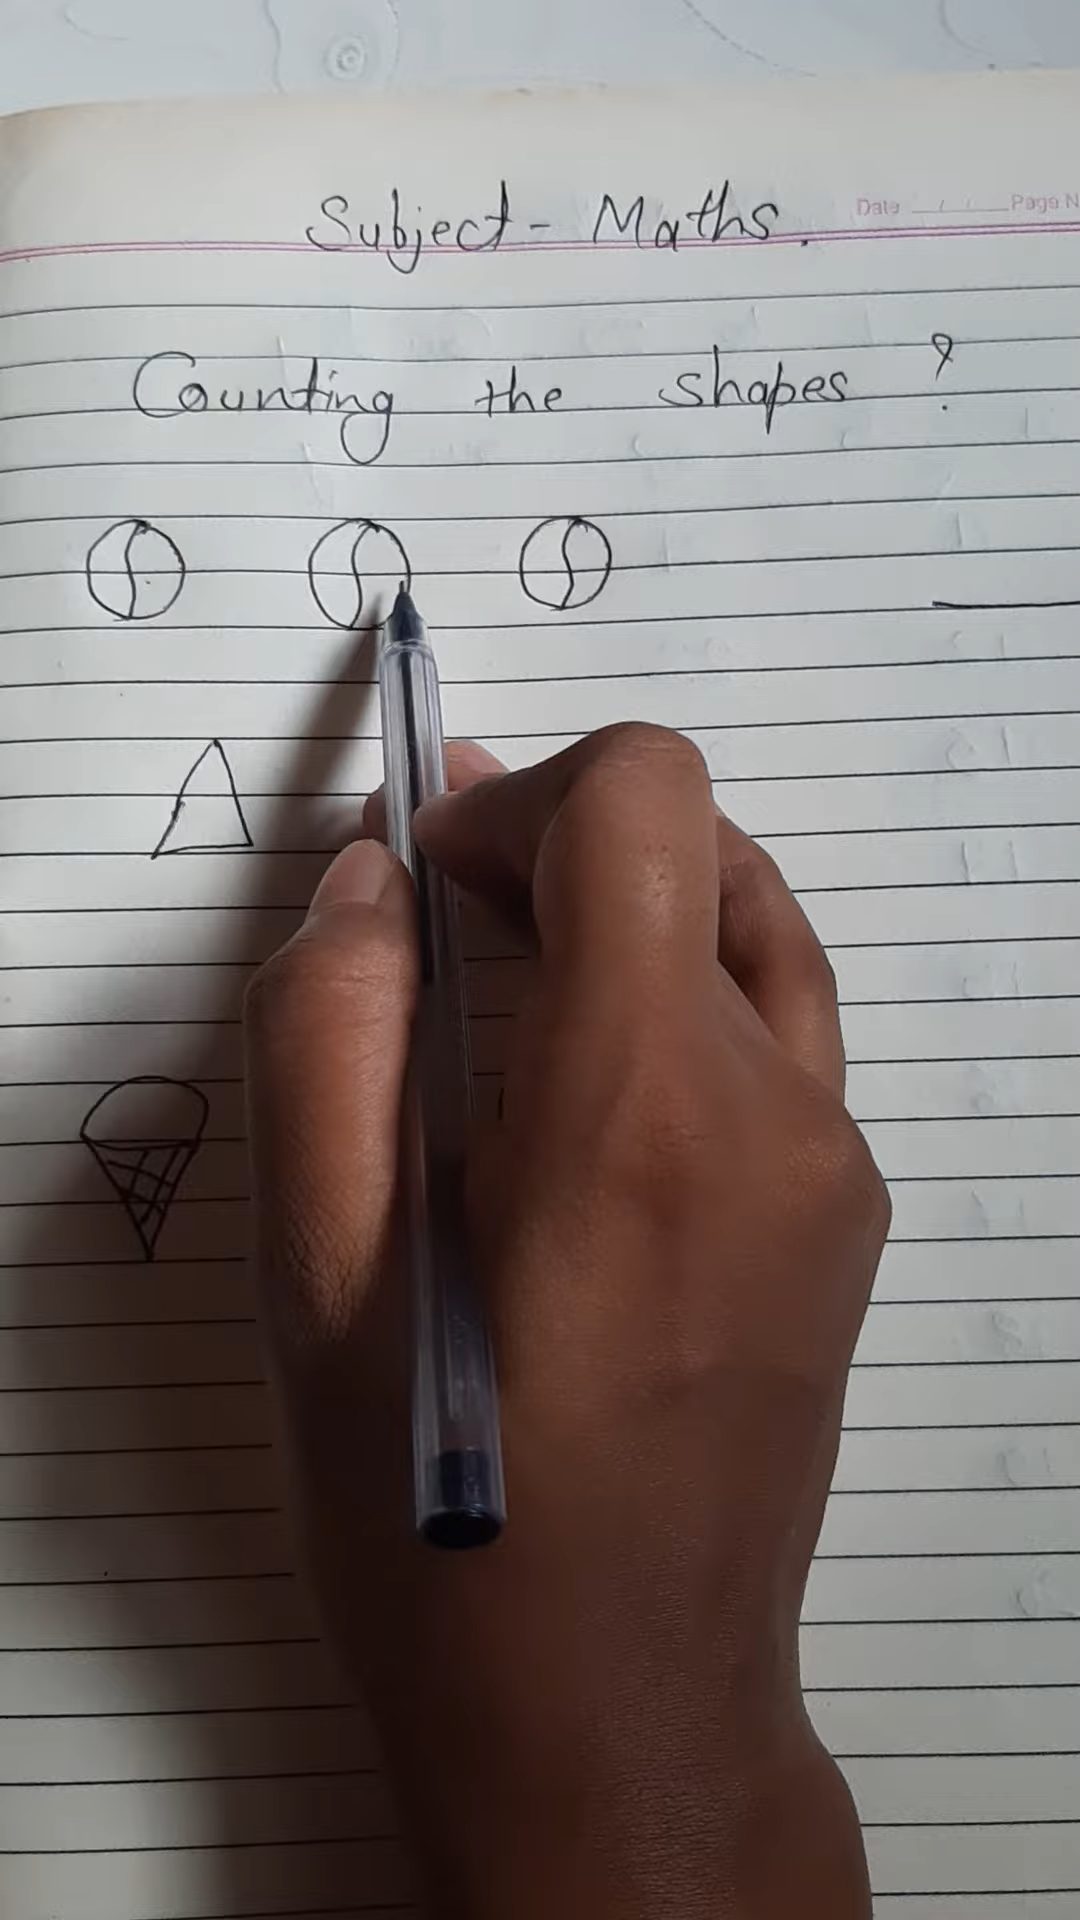 Subject - Maths.
Date / / Page N
Counting the shapes ?